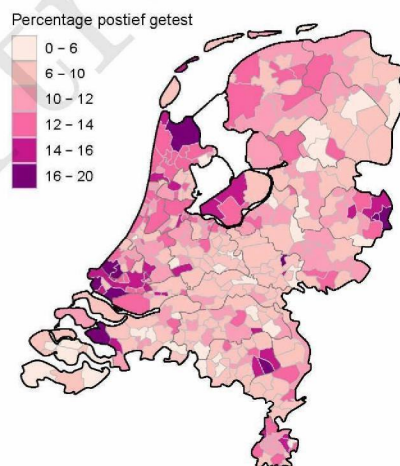 Percentage postief getest
0 – 6
6 – 10
10 – 12
12 – 14
14 – 16
16 – 20